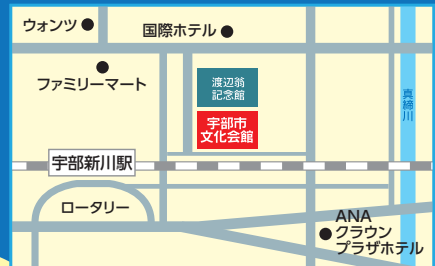 ウォンツ
国際ホテル
ファミリーマート
渡辺翁
記念館
宇部市
文化会館
真締川
宇部新川駅
ロータリー
ANA
クラウン
プラザホテル